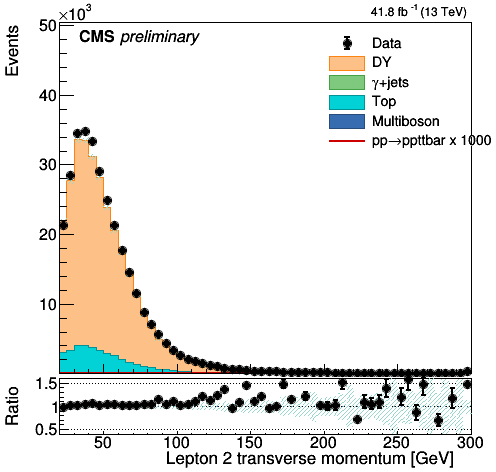 ×10³
41.8 fb⁻¹ (13 TeV)
CMS preliminary
Events
50
40
30
20
10
Data
DY
γ+jets
Top
Multiboson
pp→ppttbar x 1000
Ratio
1.5
1
0.5
50 100 150 200 250 300
Lepton 2 transverse momentum [GeV]